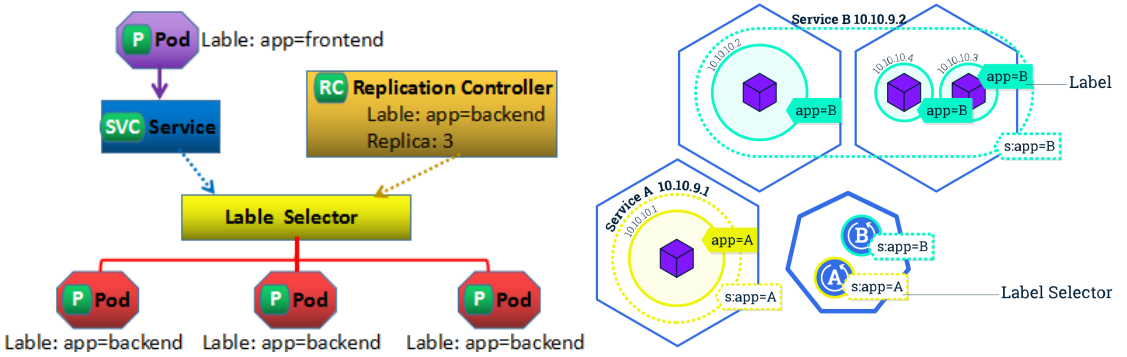 P Pod
Lable: app=frontend
SVC Service
RC Replication Controller
Lable: app=backend
Replica: 3
Lable Selector
P Pod
P Pod
P Pod
Lable: app=backend
Lable: app=backend
Lable: app=backend
Service B 10.10.9.2
10.10.10.2
app=B
10.10.10.4
app=B
10.10.10.3
app=B
Label
s:app=B
Service A 10.10.9.1
10.10.10.1
app=A
s:app=A
B
s:app=B
A
s:app=A
Label Selector